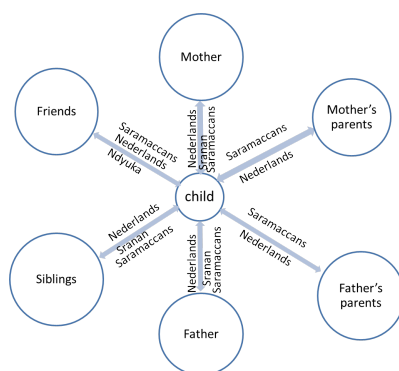 Mother
Friends
Mother's
parents
Saramaccans
Nederlands
Ndyuka
Nederlands
Sranan
Saramaccans
Saramaccans
Nederlands
child
Nederlands
Sranan
Saramaccans
Nederlands
Sranan
Saramaccans
Saramaccans
Nederlands
Siblings
Father
Father's
parents